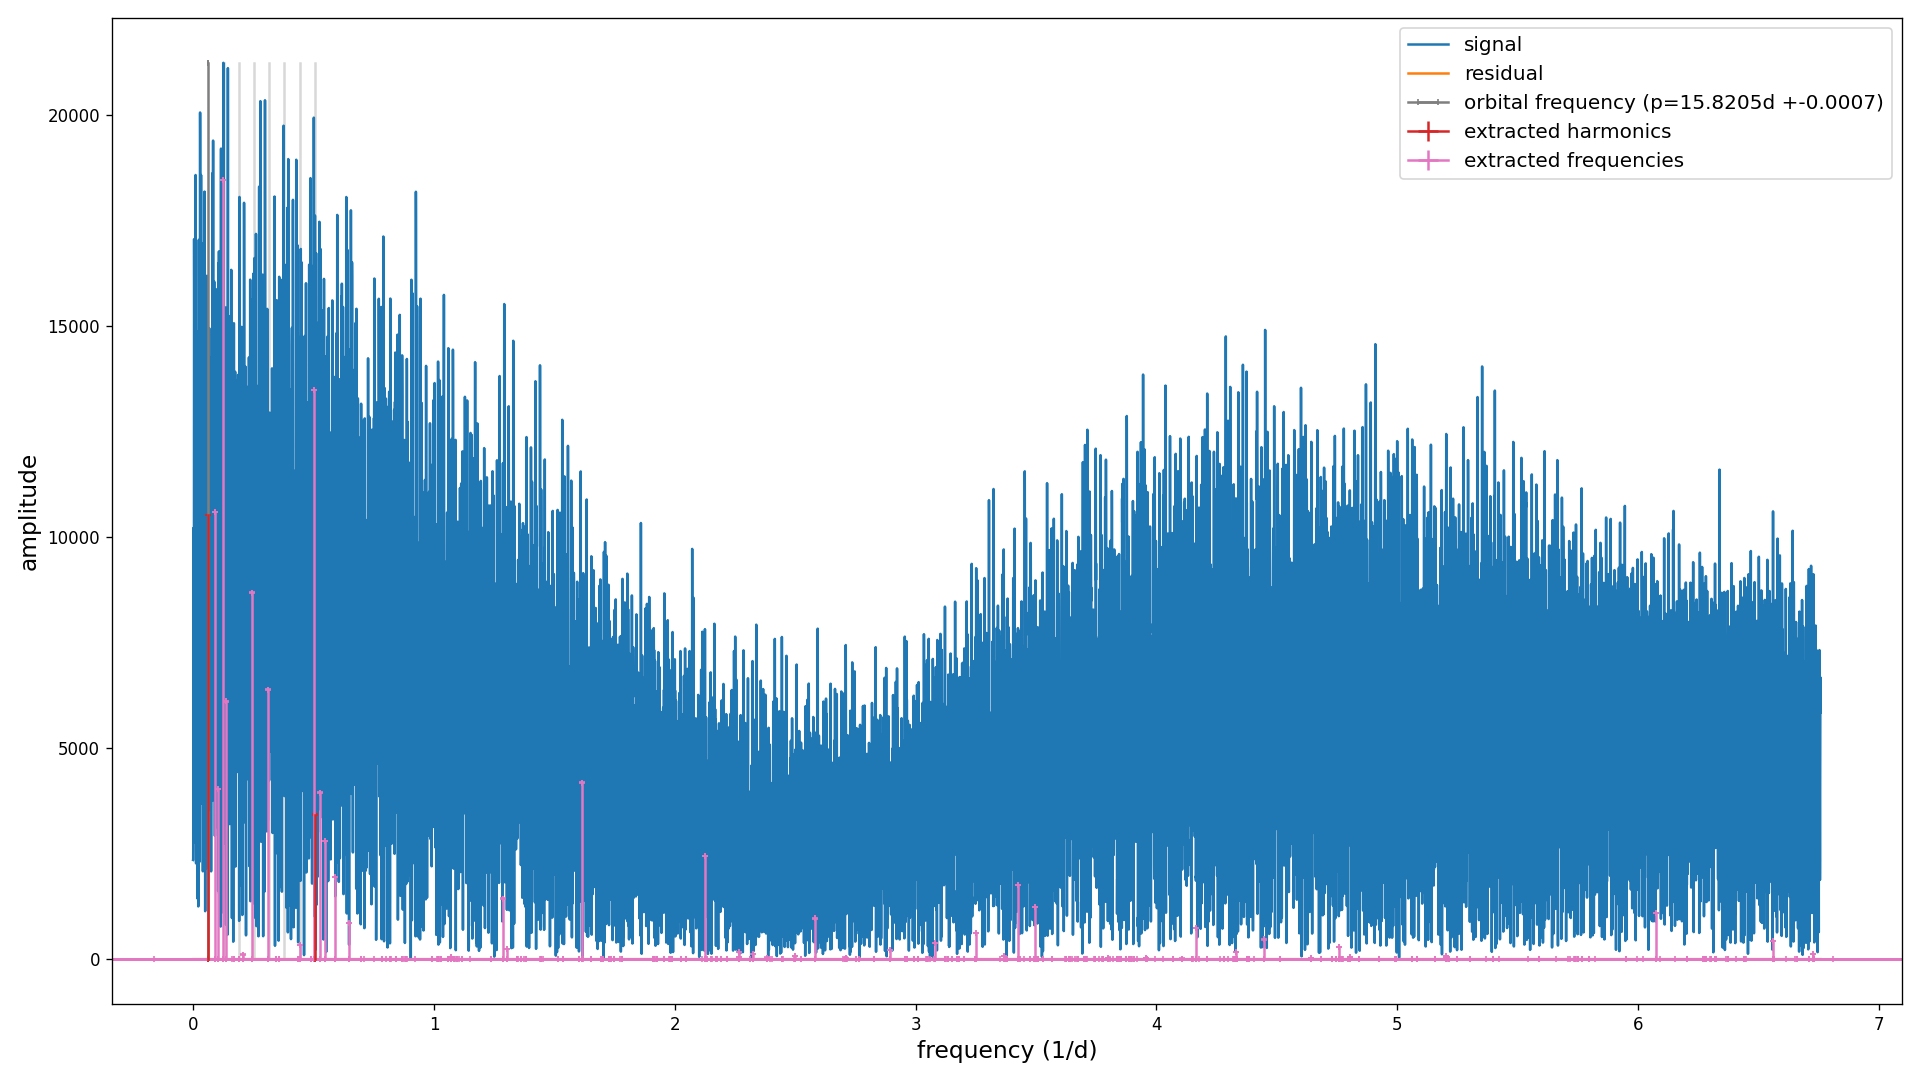 signal
residual
orbital frequency (p=15.8205d +-0.0007)
extracted harmonics
extracted frequencies
20000
15000
10000
5000
0
amplitude
0 1 2 3 4 5 6 7
frequency (1/d)